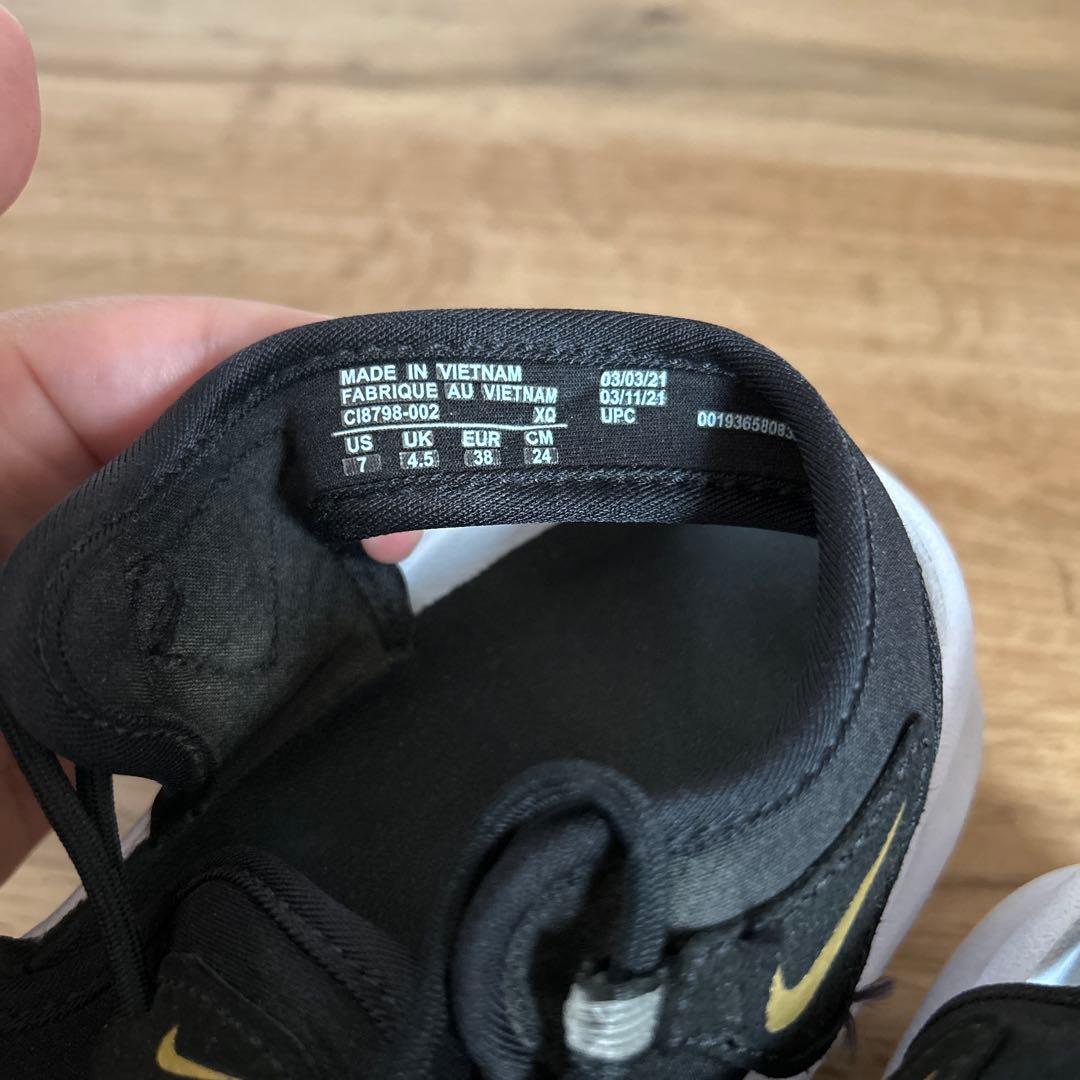 MADE IN VIETNAM
FABRIQUE AU VIETNAM
CI8798-002 XQ
US UK EUR CM
7 4.5 38 24
03/03/21
03/11/21
UPC 00193658083